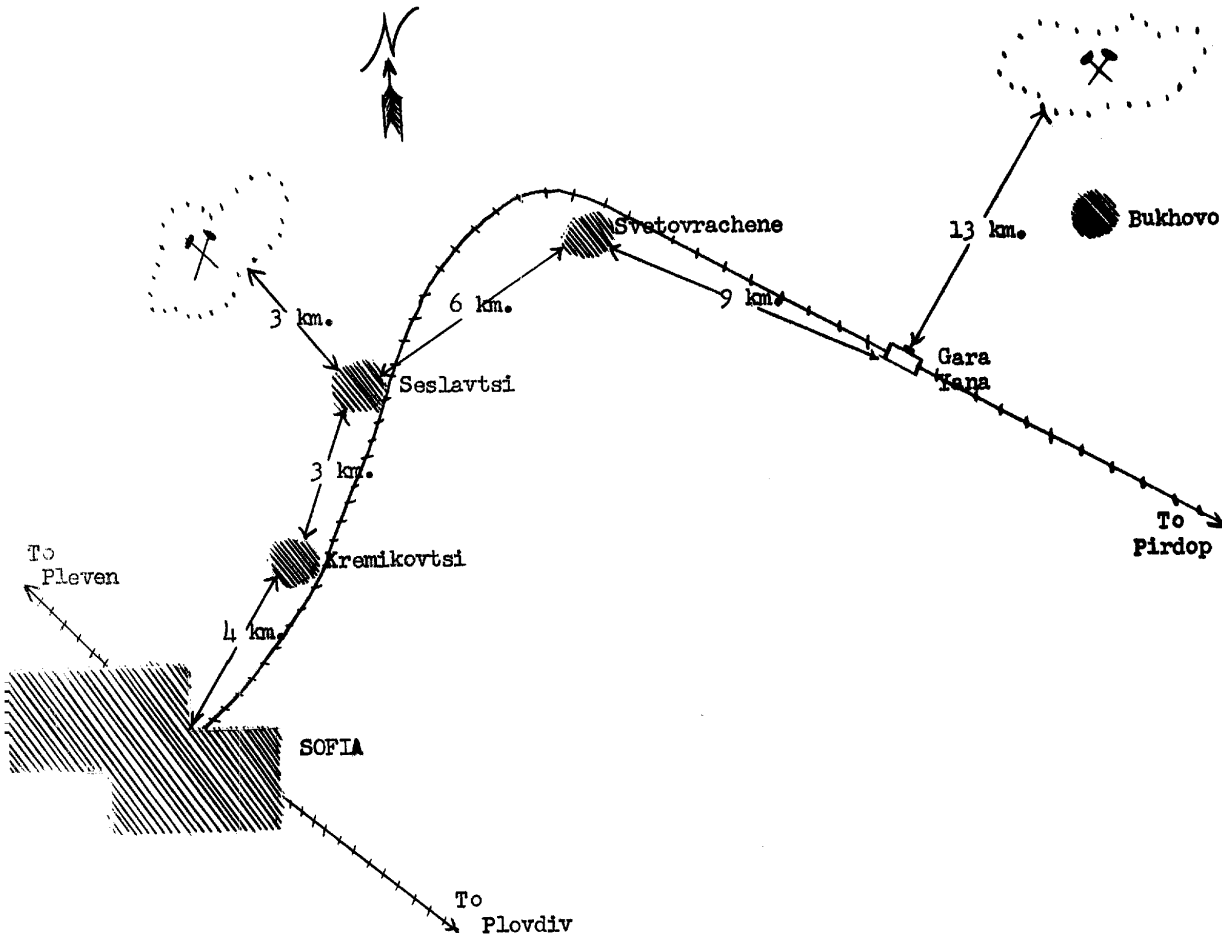 N
Svetovrachene
Bukhovo
13 km.
6 km.
9 km.
3 km.
Gara
Yana
Seslavtsi
3 km.
To
Pirdop
To
Pleven
Kremikovtsi
4 km.
SOFIA
To
Plovdiv